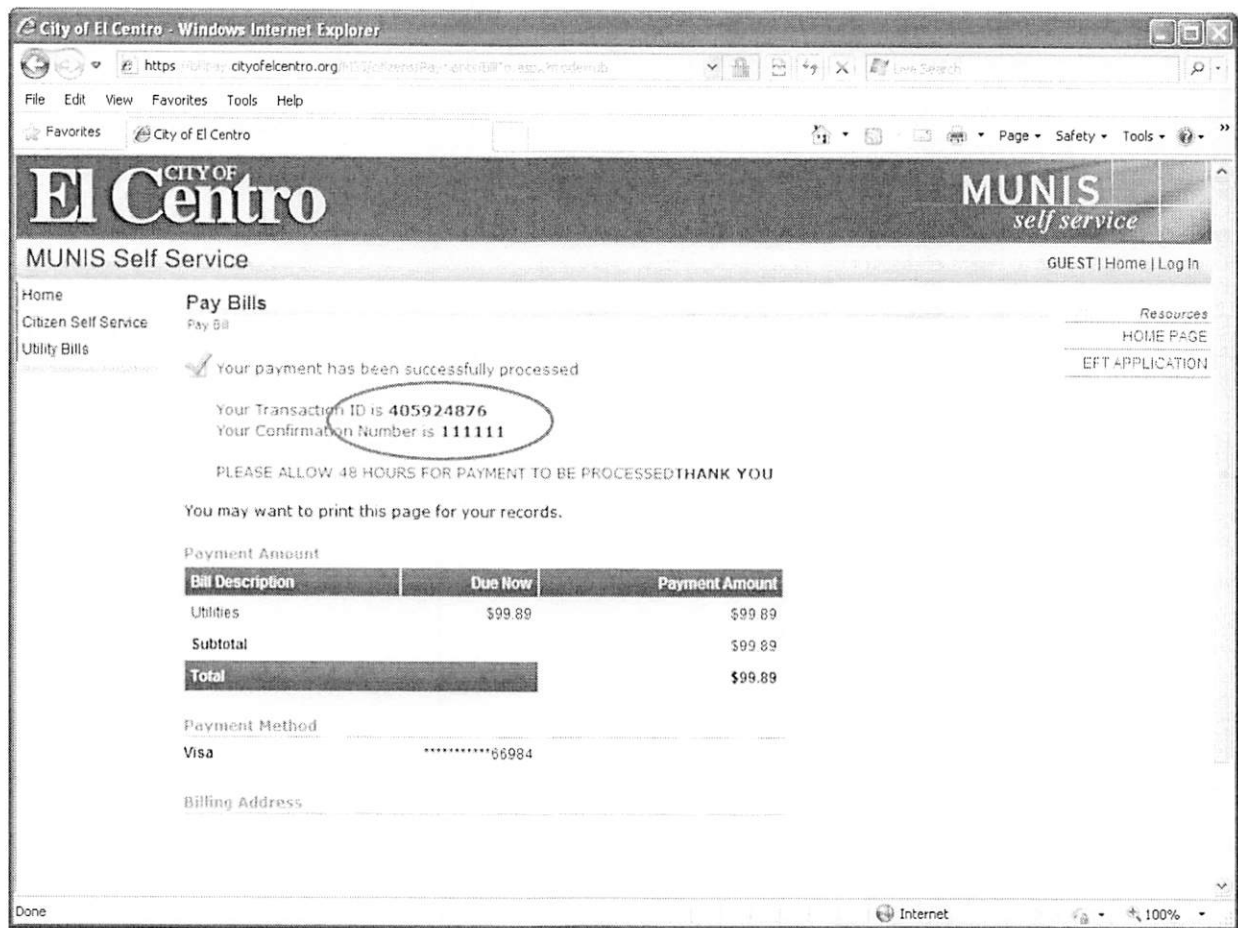 City of El Centro - Windows Internet Explorer
https cityofelcentro.org Live Search
File Edit View Favorites Tools Help
Favorites City of El Centro Page Safety Tools
CITY OF
El Centro
MUNIS
self service
MUNIS Self Service GUEST | Home | Log In
Home
Citizen Self Service
Utility Bills
Pay Bills
Pay Bill
Resources
HOME PAGE
EFT APPLICATION
Your payment has been successfully processed
Your Transaction ID is 405924876
Your Confirmation Number is 111111
PLEASE ALLOW 48 HOURS FOR PAYMENT TO BE PROCESSEDTHANK YOU
You may want to print this page for your records.
Payment Amount
Bill Description Due Now Payment Amount
Utilities $99.89 $99.89
Subtotal $99.89
Total $99.89
Payment Method
Visa ***********66984
Billing Address
Done Internet 100%